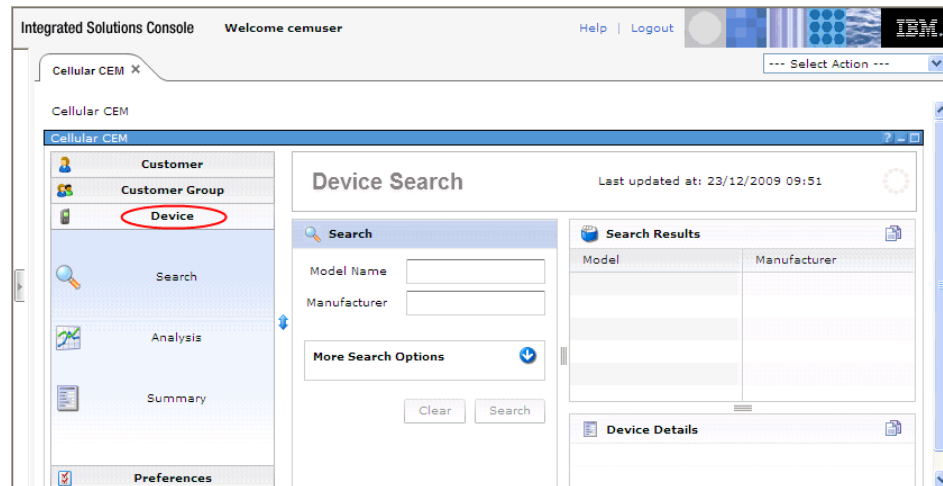 Integrated Solutions Console Welcome cemuser Help | Logout IBM.
Cellular CEM --- Select Action ---
Cellular CEM
Cellular CEM
Customer
Customer Group
Device
Search
Analysis
Summary
Preferences
Device Search Last updated at: 23/12/2009 09:51
Search
Model Name
Manufacturer
More Search Options
Clear Search
Search Results
Model Manufacturer
Device Details